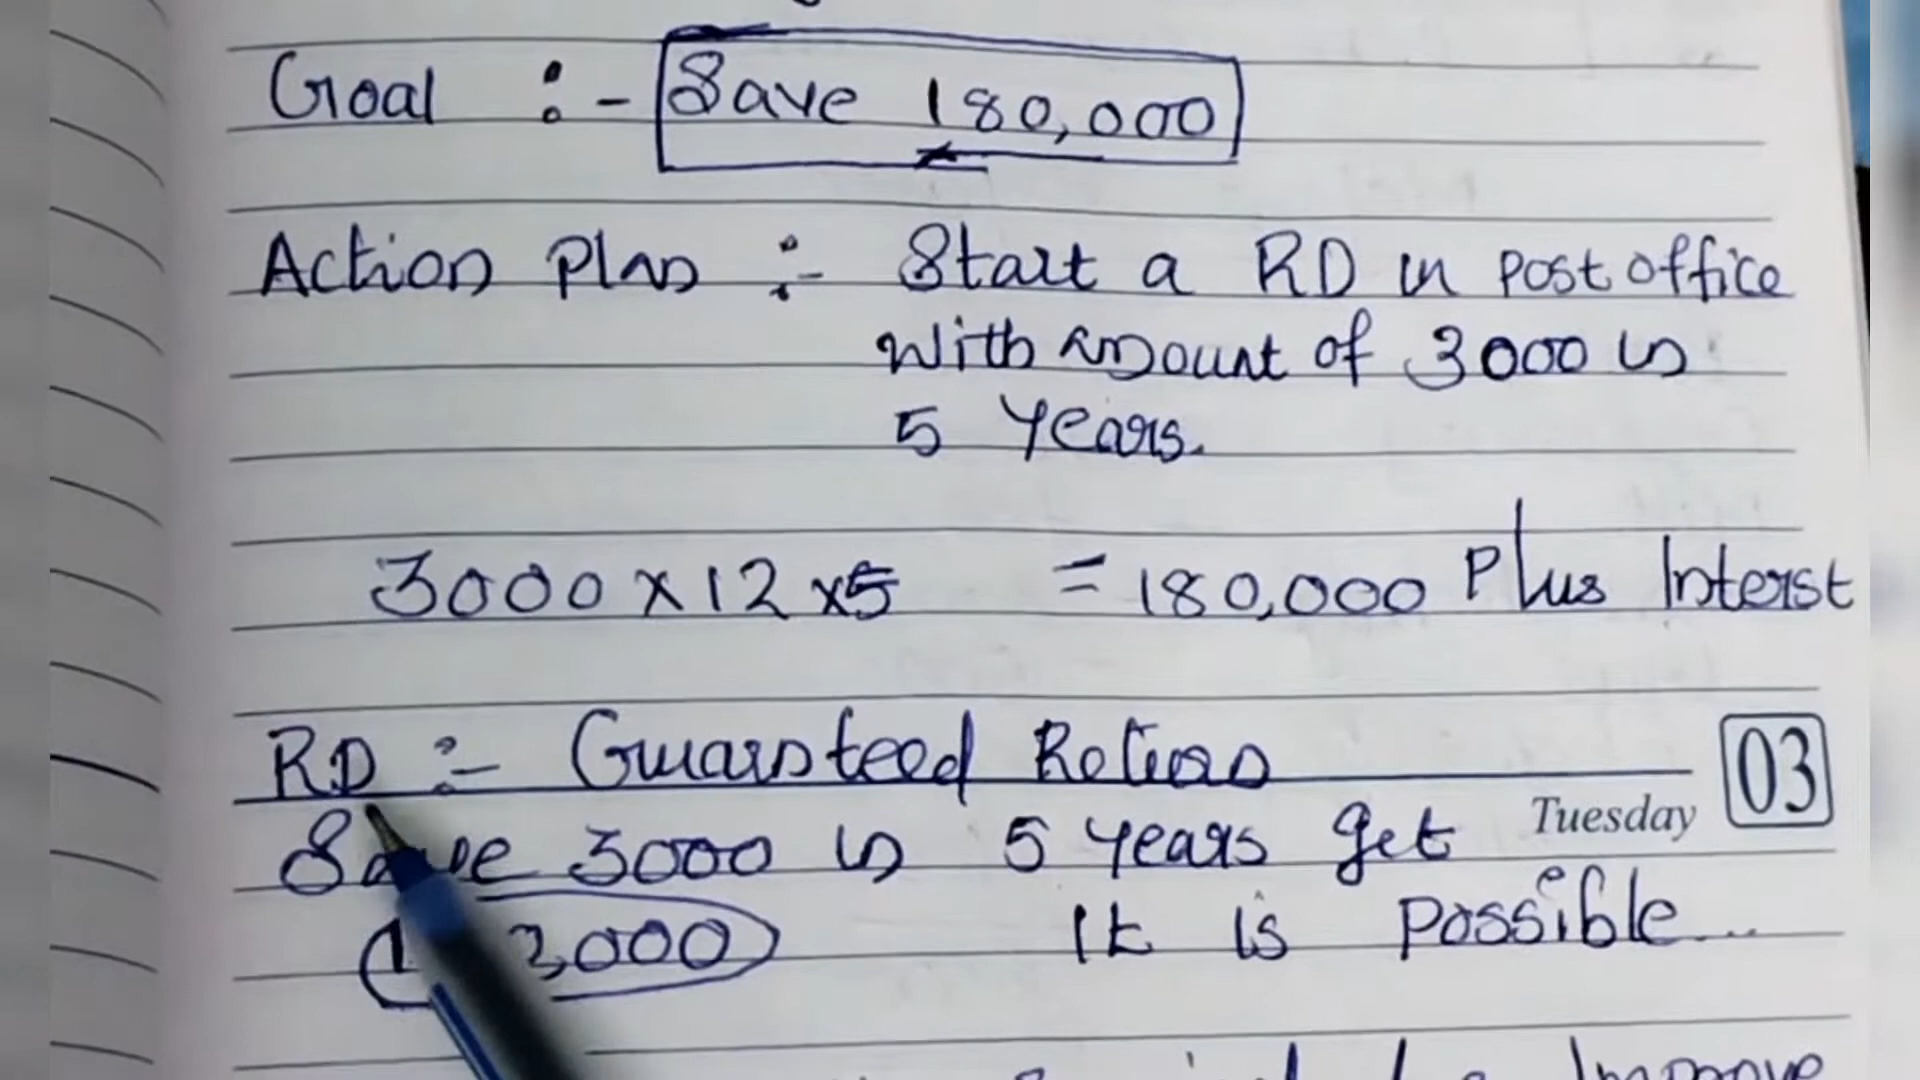 Goal :- Save 180,000
Action Plan :- Start a RD in post office
with amount of 3000 in
5 Years.
3000 x 12 x 5 = 180,000 Plus Interst
RD :- Guaranteed Returns
03
Tuesday
Save 3000 in 5 years get
,000 It is possible...
Improve